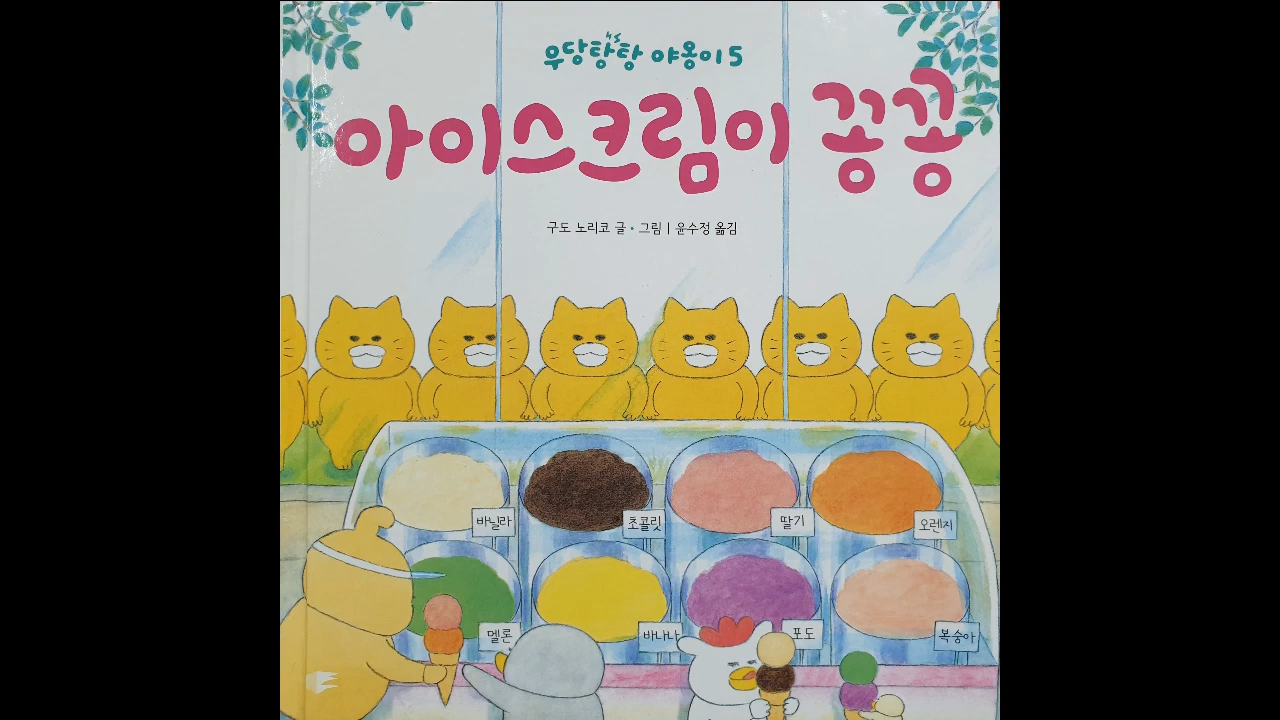 우당탕탕 야옹이 5
아이스크림이 꽁꽁
구도 노리코 글 · 그림 | 윤수정 옮김
바닐라
초콜릿
딸기
오렌지
멜론
바나나
포도
복숭아